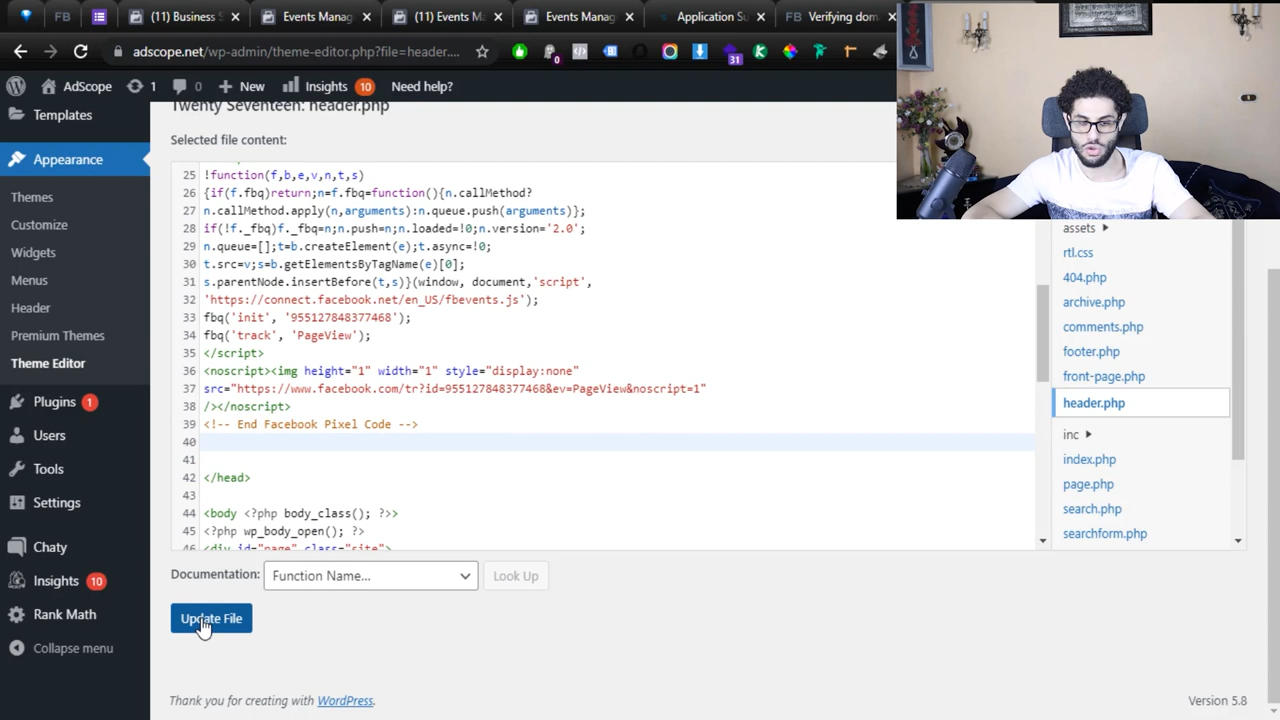 (11) Business S
Events Manag
(4) Events M
Events Manag
Application Su
FB Verifying dom
adscope.net/wp-admin/theme-editor.php?file=header....
0
31
AdScope
1
0
New
Insights 10
Need help?
Templates
Appearance
Themes
Customize
Widgets
Menus
Header
Premium Themes
Theme Editor
Plugins 1
Users
Tools
Settings
Chaty
Insights 10
Rank Math
Collapse menu
Twenty Seventeen: header.php
Selected file content:
25 !function(f,b,e,v,n,t,s)
26 {if(f.fbq)return;n=f.fbq=function(){n.callMethod?
27 n.callMethod.apply(n,arguments):n.queue.push(arguments)};
28 if(!f._fbq)f._fbq=n;n.push=n;n.loaded=!0;n.version='2.0';
29 n.queue=[];t=b.createElement(e);t.async=!0;
30 t.src=v;s=b.getElementsByTagName(e)[0];
31 s.parentNode.insertBefore(t,s)}(window, document,'script',
32 'https://connect.facebook.net/en_US/fbevents.js');
33 fbq('init', '955127848377468');
34 fbq('track', 'PageView');
35 </script>
36 <noscript><img height="1" width="1" style="display:none"
37 src="https://www.facebook.com/tr?id=955127848377468&ev=PageView&noscript=1"
38 /></noscript>
39 <!-- End Facebook Pixel Code -->
40
41
42 </head>
43
44 <body <?php body_class(); ?>>
45 <?php wp_body_open(); ?>
46 <div id="page" class="site">
assets
rtl.css
404.php
archive.php
comments.php
footer.php
front-page.php
header.php
inc
index.php
page.php
search.php
searchform.php
Documentation: Function Name... Look Up
Update File
Thank you for creating with WordPress.
Version 5.8